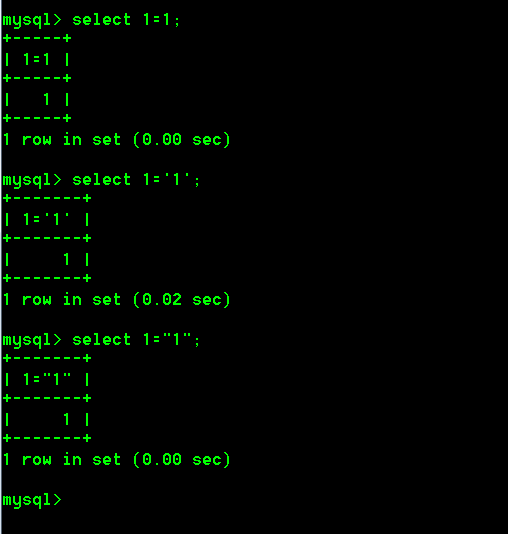 mysql> select 1=1;
+-----+
| 1=1 |
+-----+
|   1 |
+-----+
1 row in set (0.00 sec)

mysql> select 1='1';
+-------+
| 1='1' |
+-------+
|     1 |
+-------+
1 row in set (0.02 sec)

mysql> select 1="1";
+-------+
| 1="1" |
+-------+
|     1 |
+-------+
1 row in set (0.00 sec)

mysql>